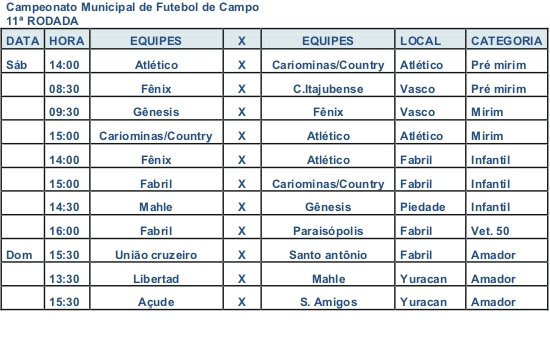 Campeonato Municipal de Futebol de Campo
11ª RODADA
DATA HORA EQUIPES X EQUIPES LOCAL CATEGORIA
Sáb 14:00 Atlético X Cariominas/Country Atlético Pré mirim
08:30 Fênix X C.Itajubense Vasco Pré mirim
09:30 Gênesis X Fênix Vasco Mirim
15:00 Cariominas/Country X Atlético Atlético Mirim
14:00 Fênix X Atlético Fabril Infantil
15:00 Fabril X Cariominas/Country Fabril Infantil
14:30 Mahle X Gênesis Piedade Infantil
16:00 Fabril X Paraisópolis Fabril Vet. 50
Dom 15:30 União cruzeiro X Santo antônio Fabril Amador
13:30 Libertad X Mahle Yuracan Amador
15:30 Açude X S. Amigos Yuracan Amador